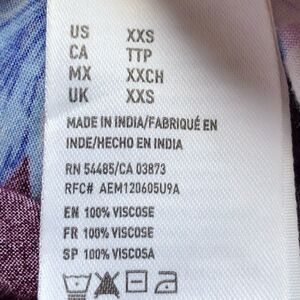 US XXS
CA TTP
MX XXCH
UK XXS
MADE IN INDIA/FABRIQUÉ EN
INDE/HECHO EN INDIA
RN 54485/CA 03873
RFC# AEM120605U9A
EN 100% VISCOSE
FR 100% VISCOSE
SP 100% VISCOSA